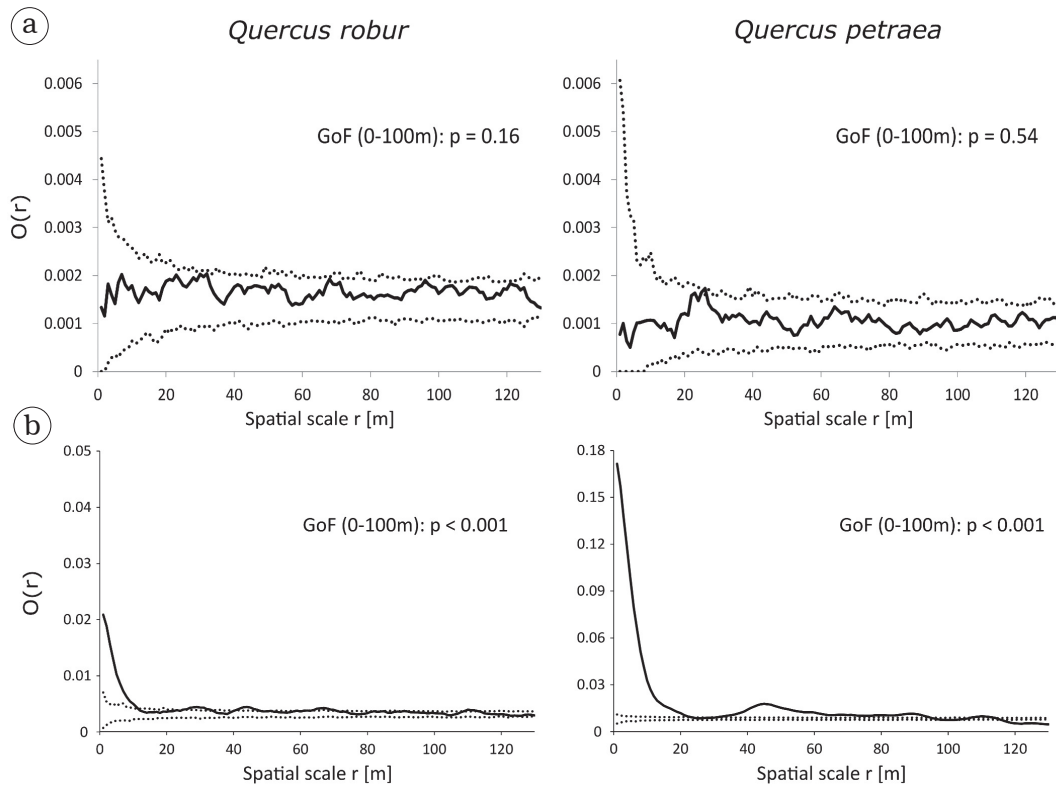 a
Quercus robur
Quercus petraea
0.006
0.005
0.004
0.003
0.002
0.001
0
O(r)
GoF (0-100m): p = 0.16
0 20 40 60 80 100 120
Spatial scale r [m]
0.006
0.005
0.004
0.003
0.002
0.001
0
GoF (0-100m): p = 0.54
0 20 40 60 80 100 120
Spatial scale r [m]
b
0.05
0.04
0.03
0.02
0.01
0
O(r)
GoF (0-100m): p < 0.001
0 20 40 60 80 100 120
Spatial scale r [m]
0.18
0.15
0.12
0.09
0.06
0.03
0
GoF (0-100m): p < 0.001
0 20 40 60 80 100 120
Spatial scale r [m]